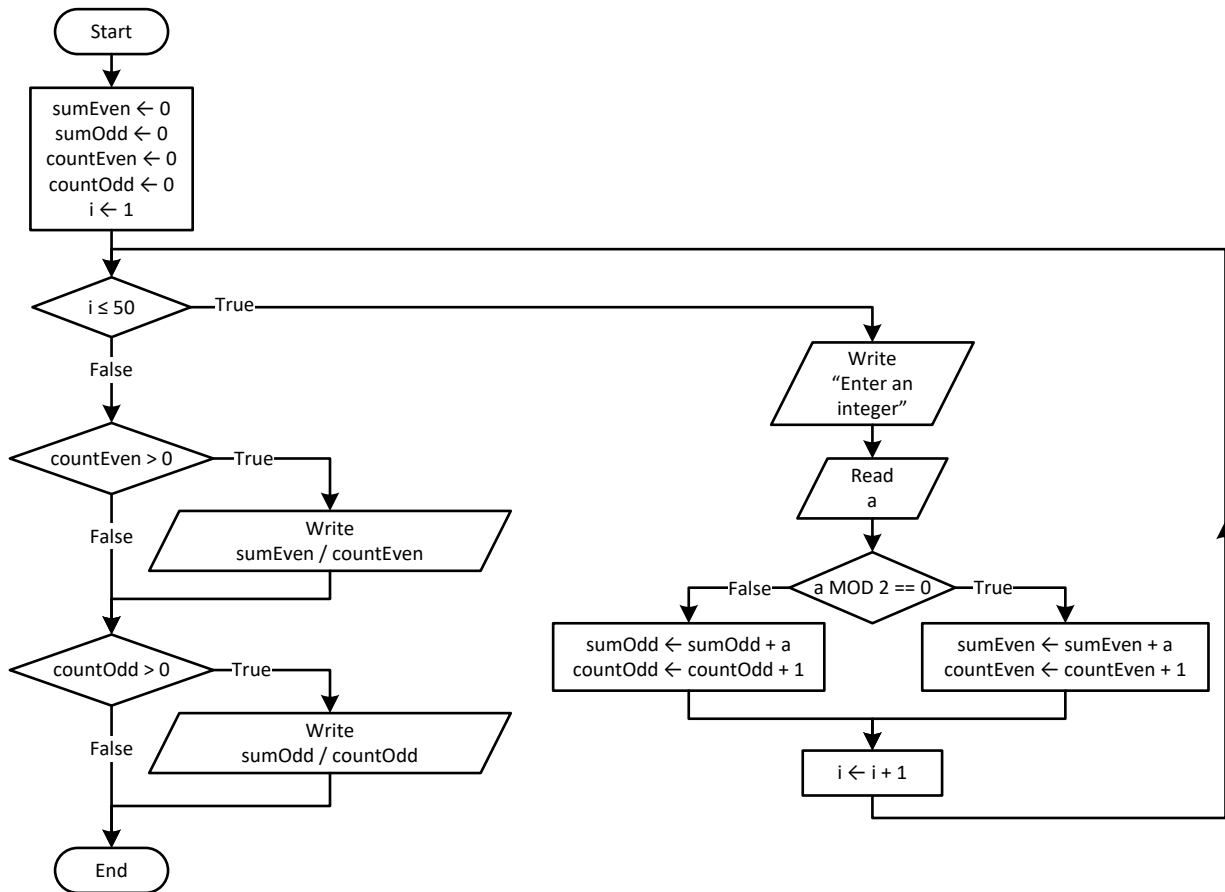 Start
sumEven ← 0
sumOdd ← 0
countEven ← 0
countOdd ← 0
i ← 1
i ≤ 50
True
False
Write
“Enter an
integer”
Read
a
a MOD 2 == 0
False
True
sumOdd ← sumOdd + a
countOdd ← countOdd + 1
sumEven ← sumEven + a
countEven ← countEven + 1
i ← i + 1
countEven > 0
True
False
Write
sumEven / countEven
countOdd > 0
True
False
Write
sumOdd / countOdd
End